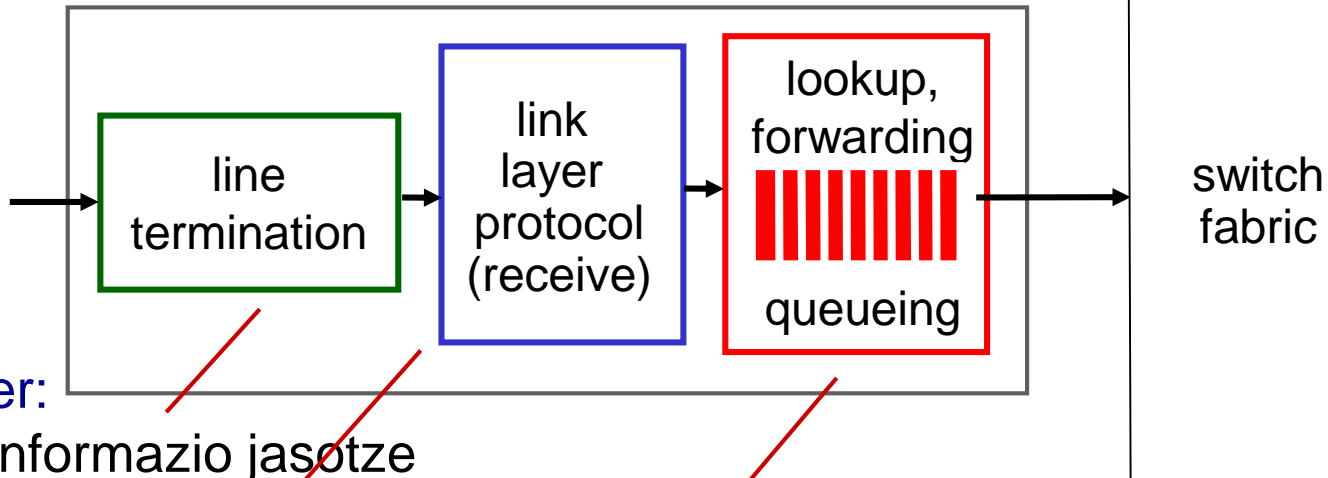 line
termination
link
layer
protocol
(receive)
lookup,
forwarding
queueing
switch
fabric
er:
nformazio jasotze